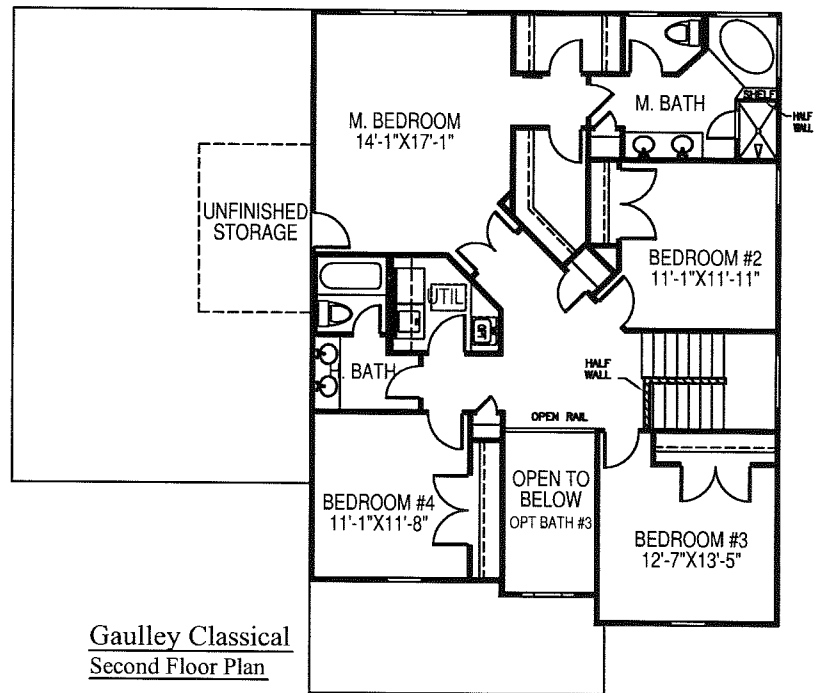 M. BEDROOM
14'-1"X17'-1"
M. BATH
SHELF
HALF
WALL
UNFINISHED
STORAGE
BEDROOM #2
11'-1"X11'-11"
UTIL
H. BATH
HALF
WALL
OPEN RAIL
OPEN TO
BELOW
OPT BATH #3
BEDROOM #4
11'-1"X11'-8"
BEDROOM #3
12'-7"X13'-5"
Gaulley Classical
Second Floor Plan